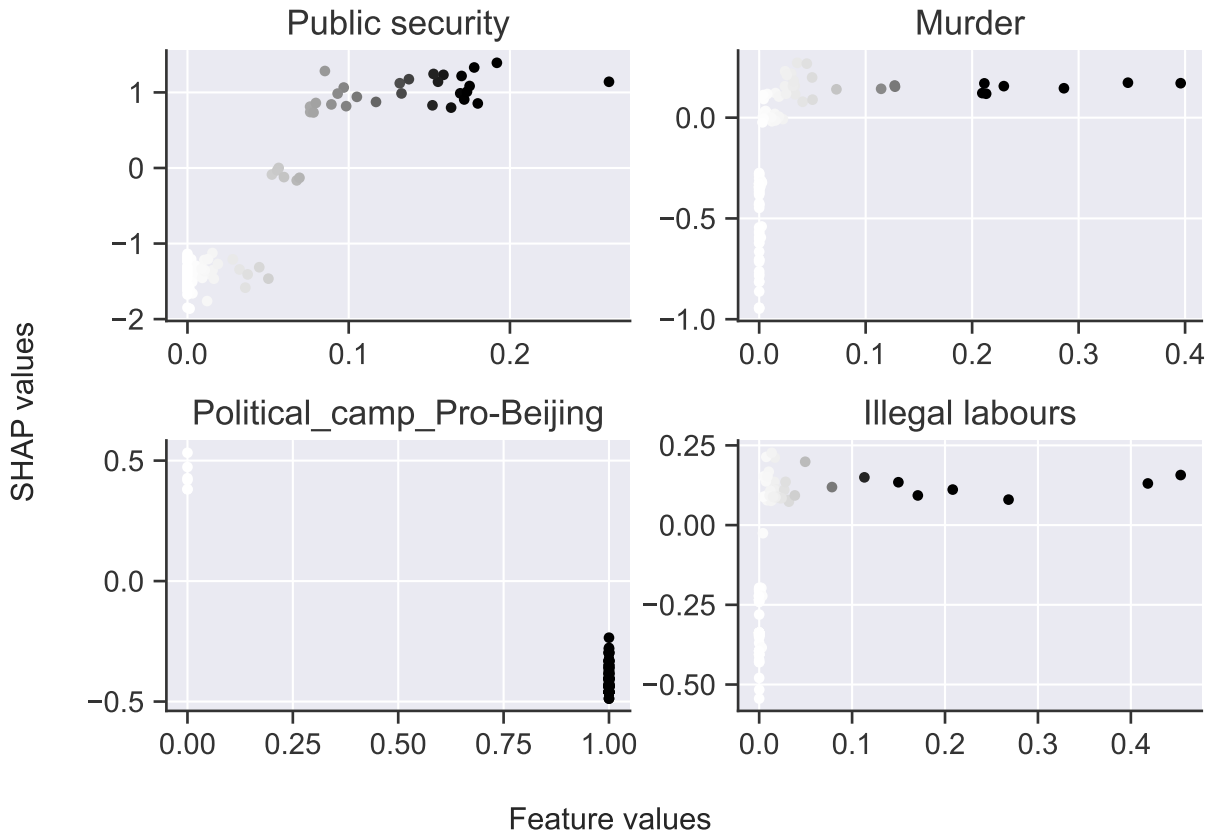 Public security
Murder
1
0
−1
−2
0.0
−0.5
−1.0
0.0 0.1 0.2
0.0 0.1 0.2 0.3 0.4
SHAP values
Political_camp_Pro-Beijing
Illegal labours
0.5
0.0
−0.5
0.25
0.00
−0.25
−0.50
0.00 0.25 0.50 0.75 1.00
0.0 0.1 0.2 0.3 0.4
Feature values